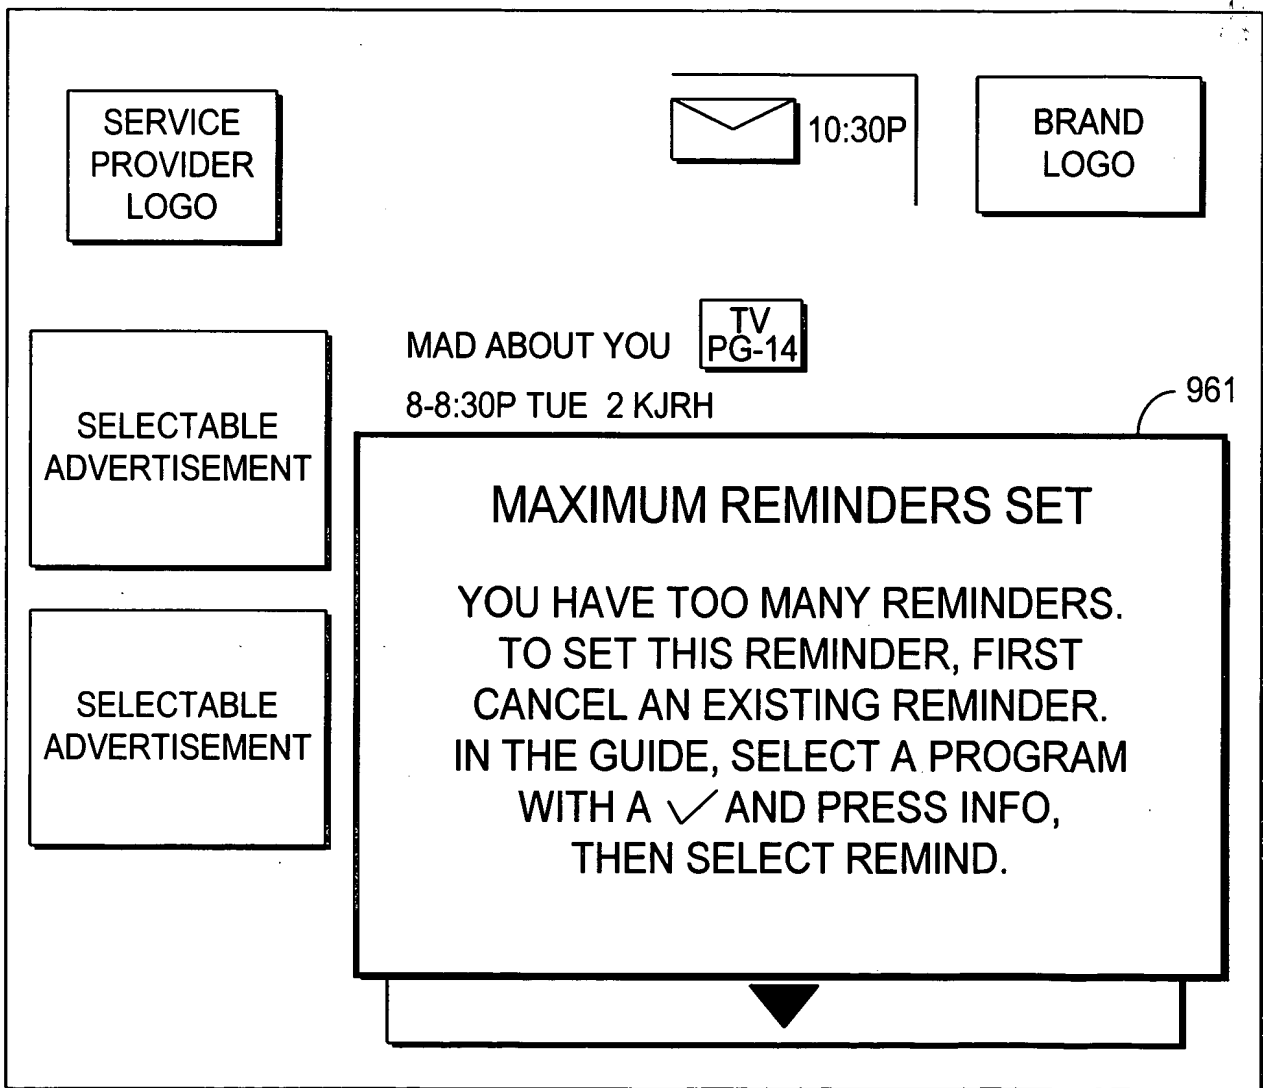 SERVICE
PROVIDER
LOGO
10:30P
BRAND
LOGO
MAD ABOUT YOU
TV
PG-14
8-8:30P TUE 2 KJRH
961
SELECTABLE
ADVERTISEMENT
SELECTABLE
ADVERTISEMENT
MAXIMUM REMINDERS SET
YOU HAVE TOO MANY REMINDERS.
TO SET THIS REMINDER, FIRST
CANCEL AN EXISTING REMINDER.
IN THE GUIDE, SELECT A PROGRAM
WITH A ✓ AND PRESS INFO,
THEN SELECT REMIND.